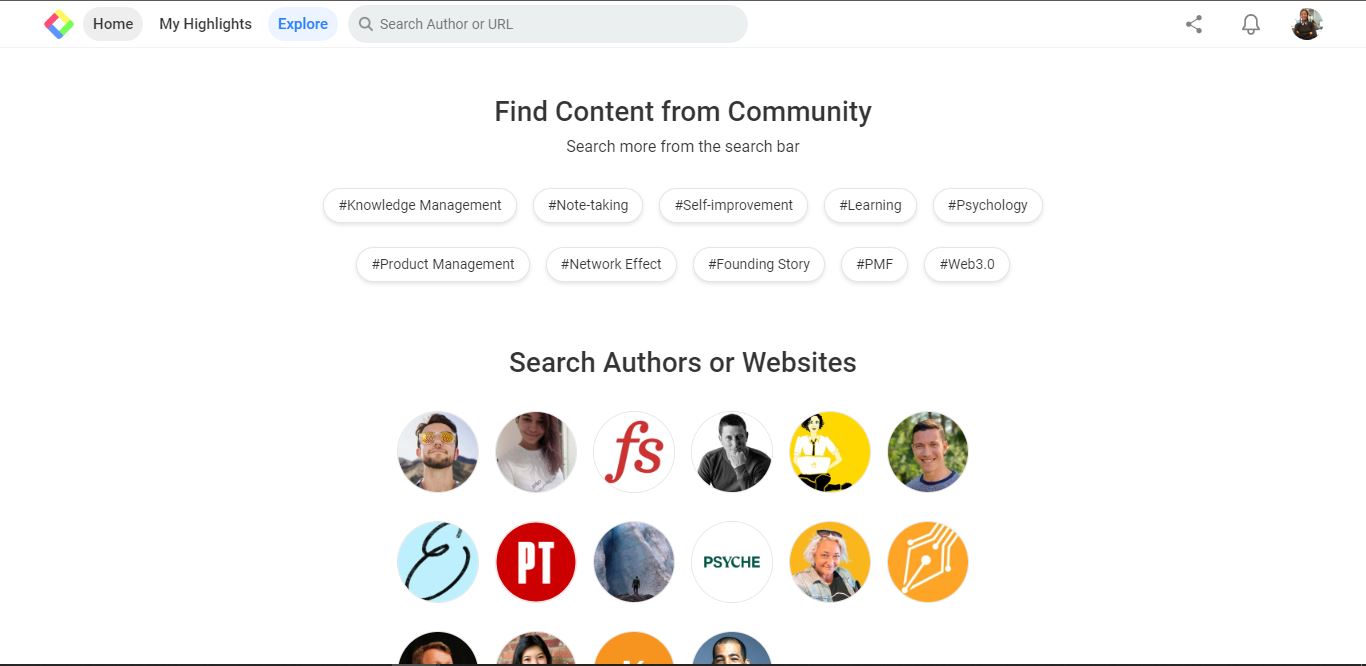 Home My Highlights Explore Search Author or URL
Find Content from Community
Search more from the search bar
#Knowledge Management #Note-taking #Self-improvement #Learning #Psychology
#Product Management #Network Effect #Founding Story #PMF #Web3.0
Search Authors or Websites
fs
PT PSYCHE